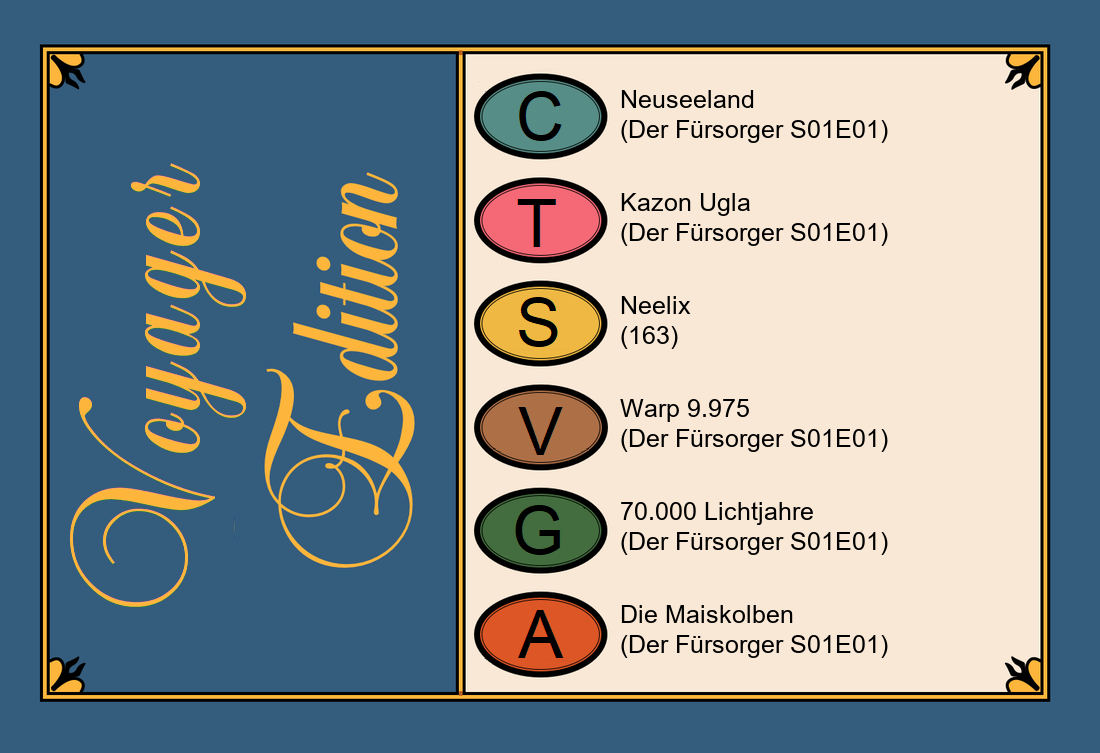 Voyager
Edition
C
Neuseeland
(Der Fürsorger S01E01)
T
Kazon Ugla
(Der Fürsorger S01E01)
S
Neelix
(163)
V
Warp 9.975
(Der Fürsorger S01E01)
G
70.000 Lichtjahre
(Der Fürsorger S01E01)
A
Die Maiskolben
(Der Fürsorger S01E01)